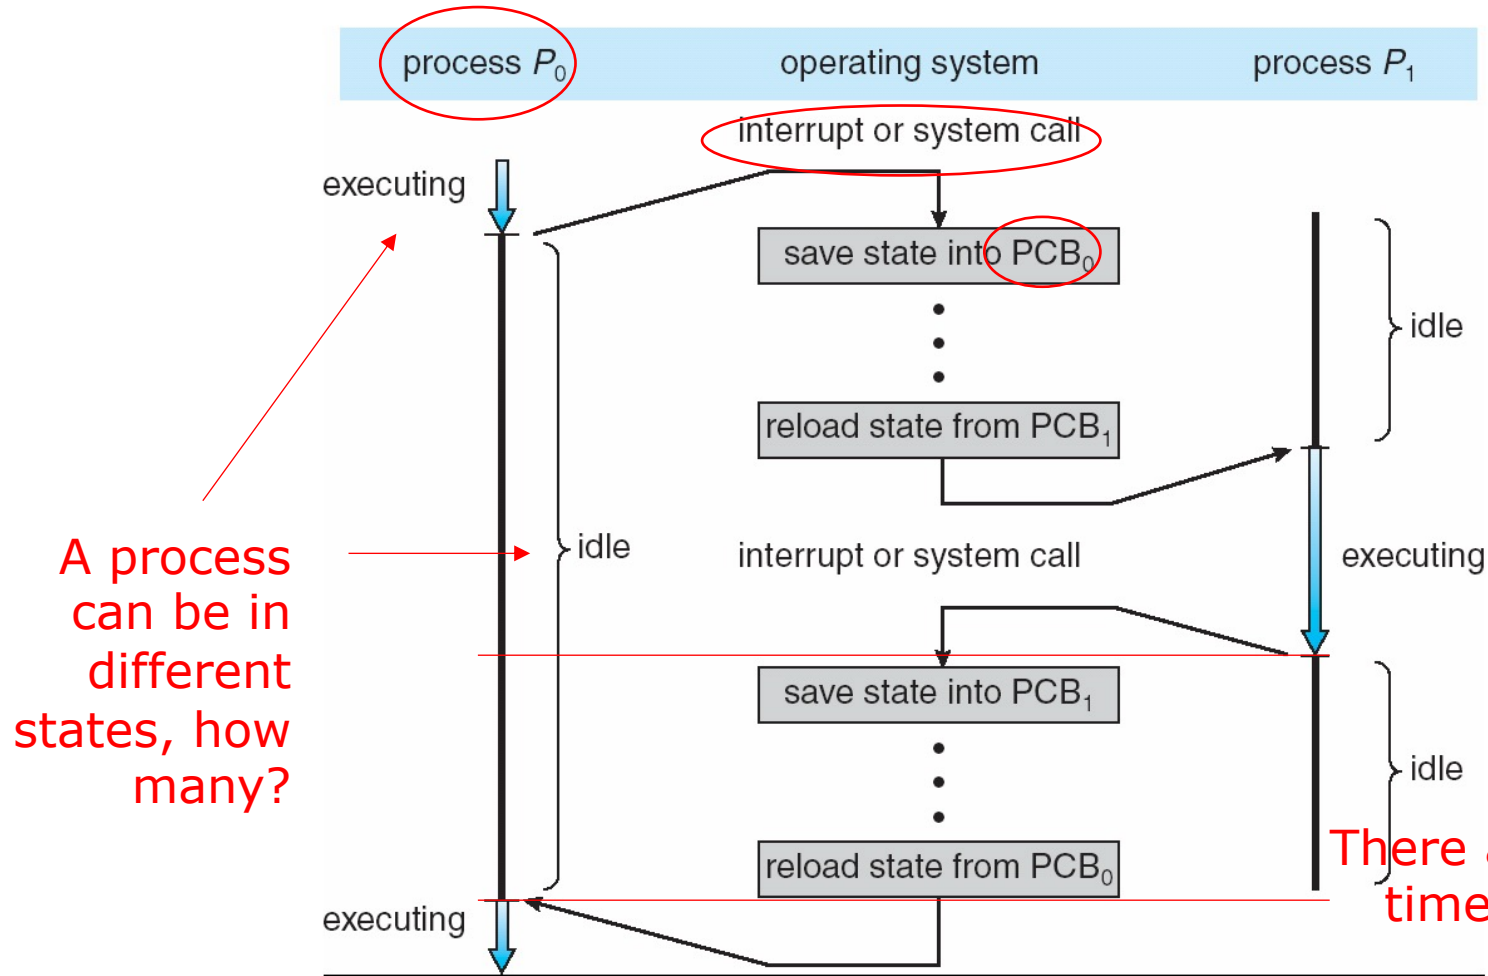 process P₀ operating system process P₁
interrupt or system call
executing
save state into PCB₀
idle
reload state from PCB₁
A process
can be in
different
states, how
many?
idle
interrupt or system call
executing
save state into PCB₁
idle
reload state from PCB₀
There
time
executing